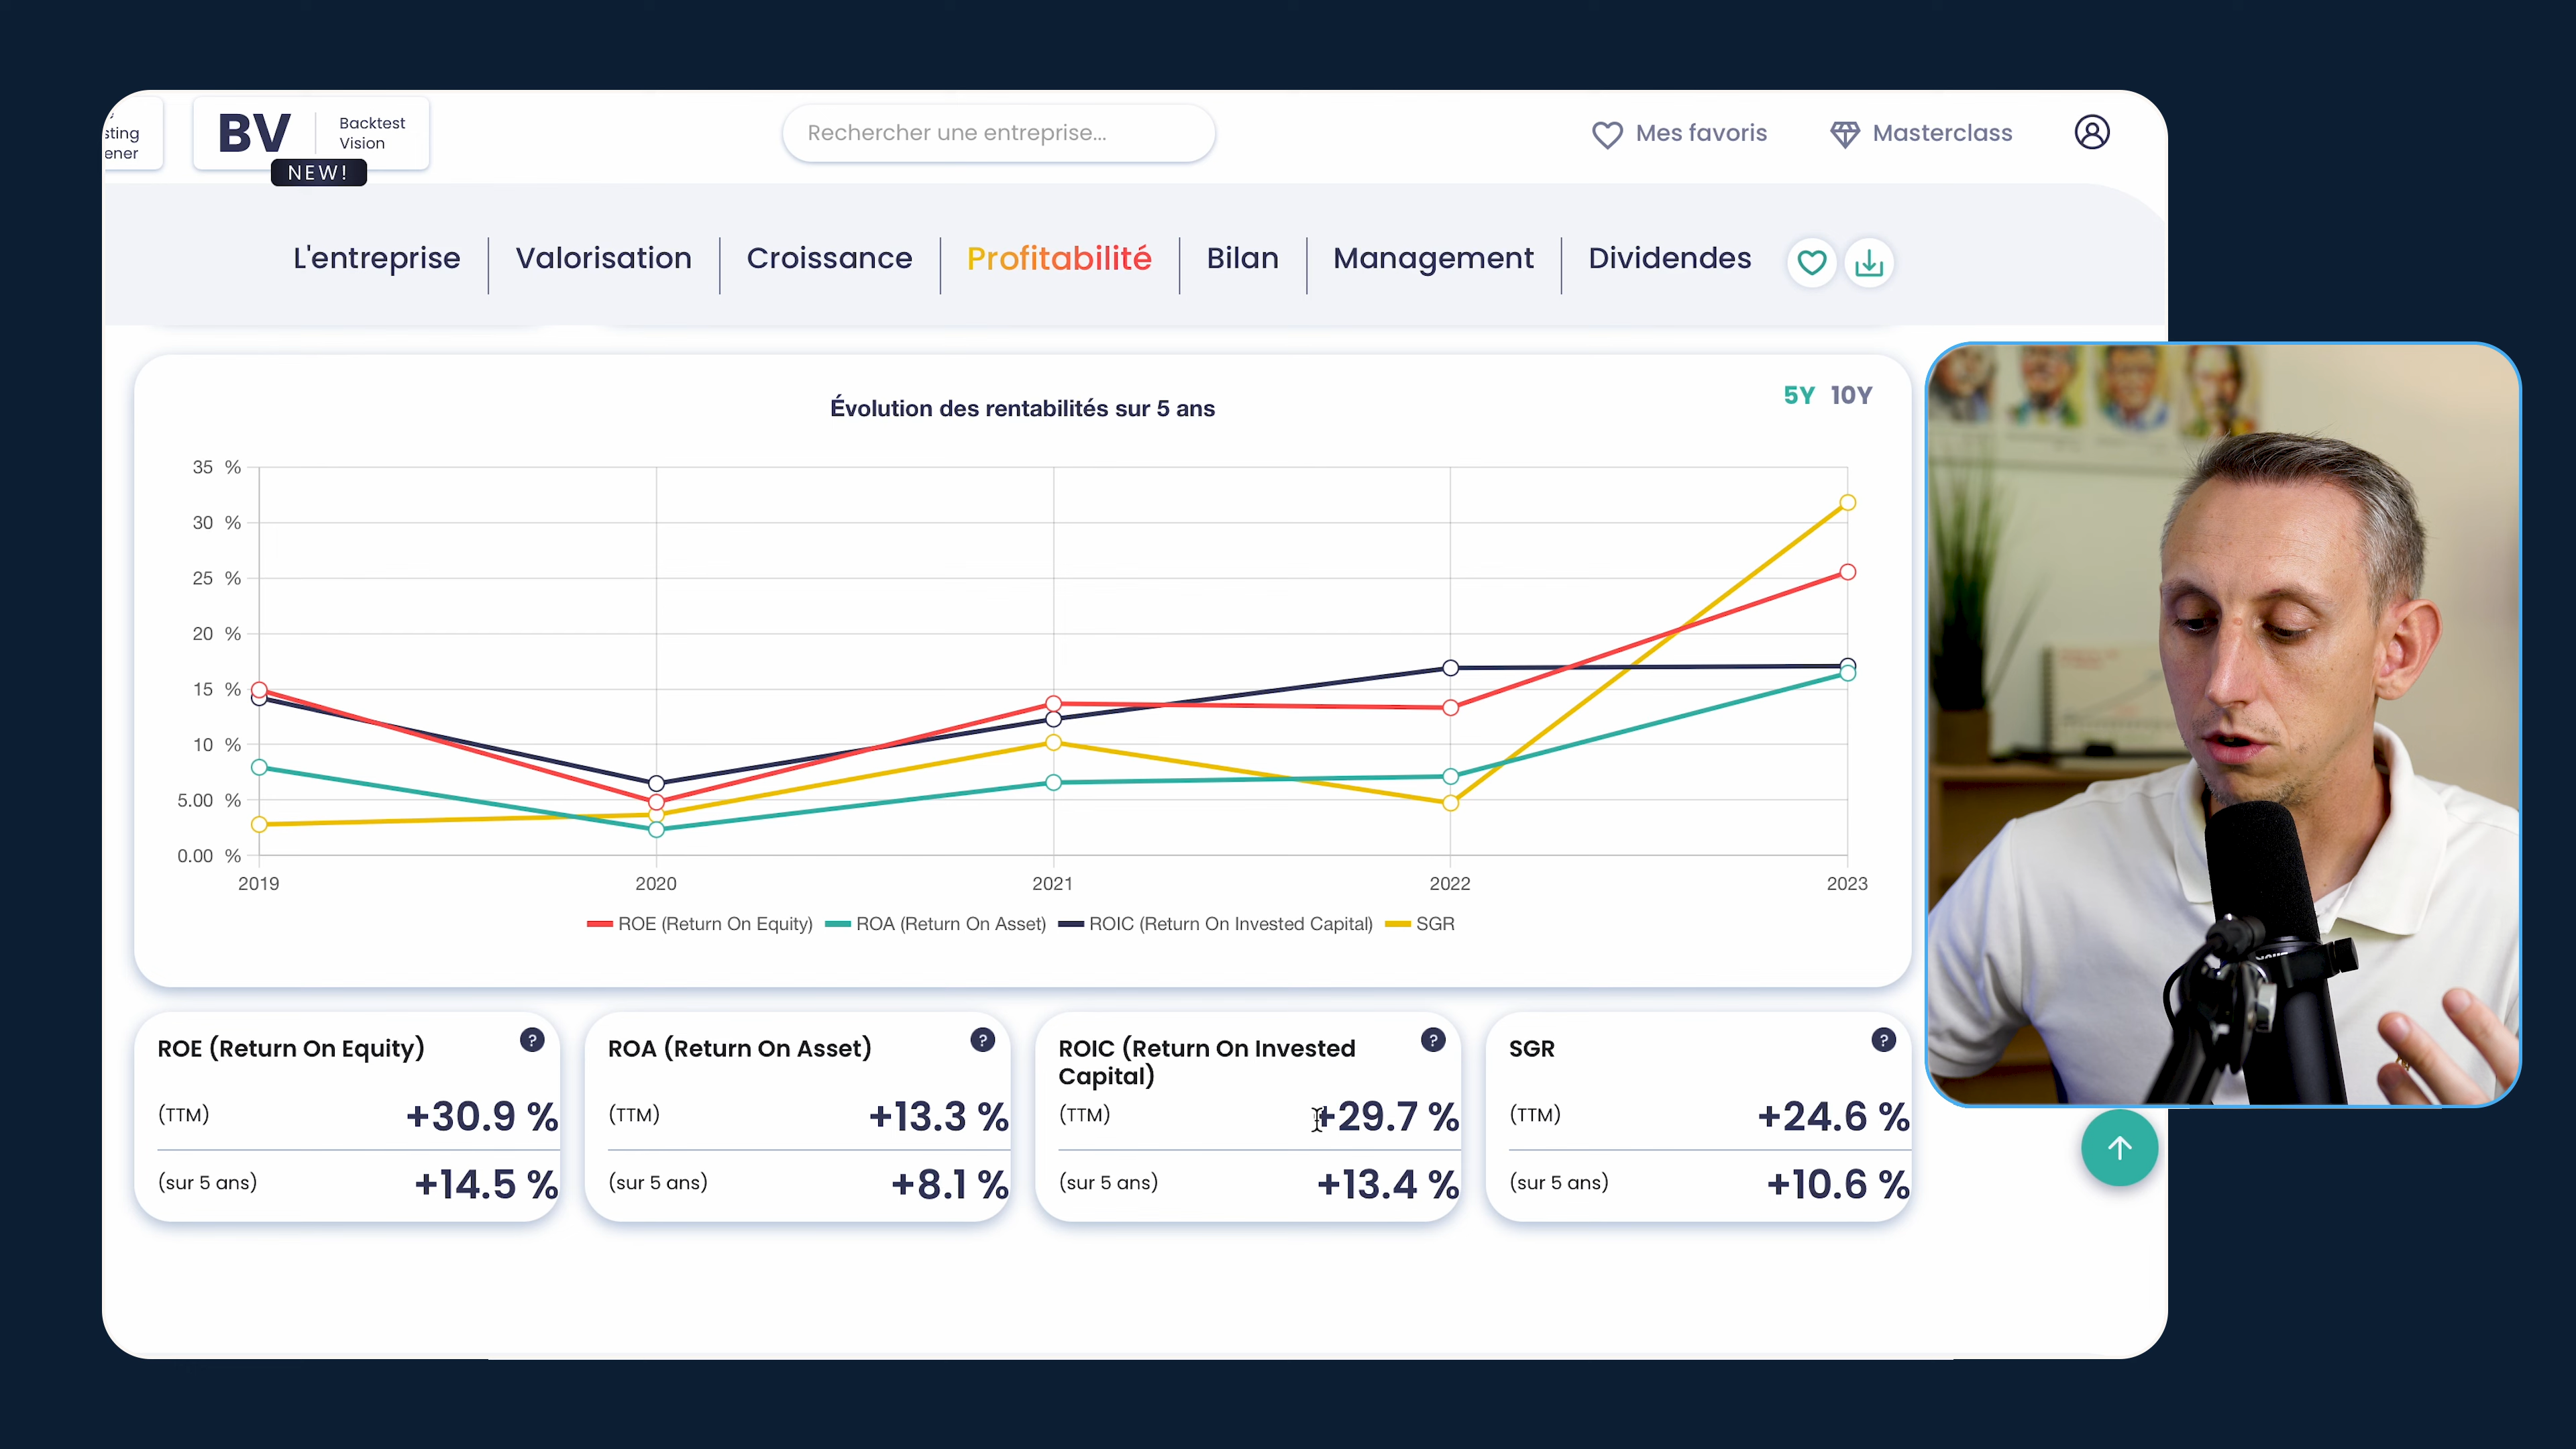 sting
ener
BV
Backtest
Vision
NEW!
Rechercher une entreprise...
Mes favoris
Masterclass
L'entreprise
Valorisation
Croissance
Profitabilité
Bilan
Management
Dividendes
Évolution des rentabilités sur 5 ans
5Y 10Y
35 %
30 %
25 %
20 %
15 %
10 %
5.00 %
0.00 %
2019
2020
2021
2022
2023
ROE (Return On Equity)
ROA (Return On Asset)
ROIC (Return On Invested Capital)
SGR
ROE (Return On Equity)
?
(TTM)
+30.9 %
(sur 5 ans)
+14.5 %
ROA (Return On Asset)
?
(TTM)
+13.3 %
(sur 5 ans)
+8.1 %
ROIC (Return On Invested
Capital)
?
(TTM)
+29.7 %
(sur 5 ans)
+13.4 %
SGR
?
(TTM)
+24.6 %
(sur 5 ans)
+10.6 %